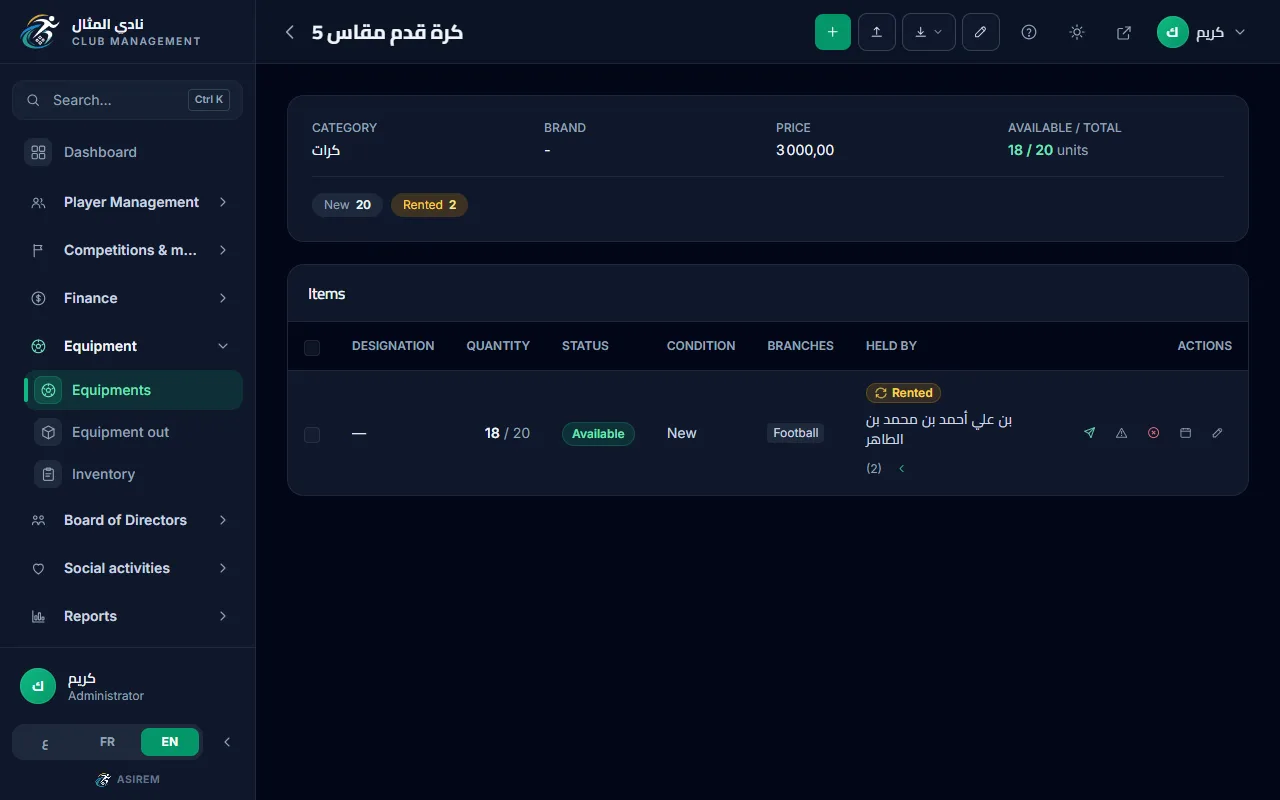 نادي المثال
CLUB MANAGEMENT
Search...
Ctrl K
Dashboard
Player Management
Competitions & m...
Finance
Equipment
Equipments
Equipment out
Inventory
Board of Directors
Social activities
Reports
ك
كريم
Administrator
ع
FR
EN
ASIREM
كرة قدم مقاس 5
ك
كريم
CATEGORY
BRAND
PRICE
AVAILABLE / TOTAL
كرات
-
3 000,00
18 / 20 units
New 20
Rented 2
Items
DESIGNATION
QUANTITY
STATUS
CONDITION
BRANCHES
HELD BY
ACTIONS
—
18 / 20
Available
New
Football
Rented
بن علي أحمد بن محمد بن
الطاهر
(2)